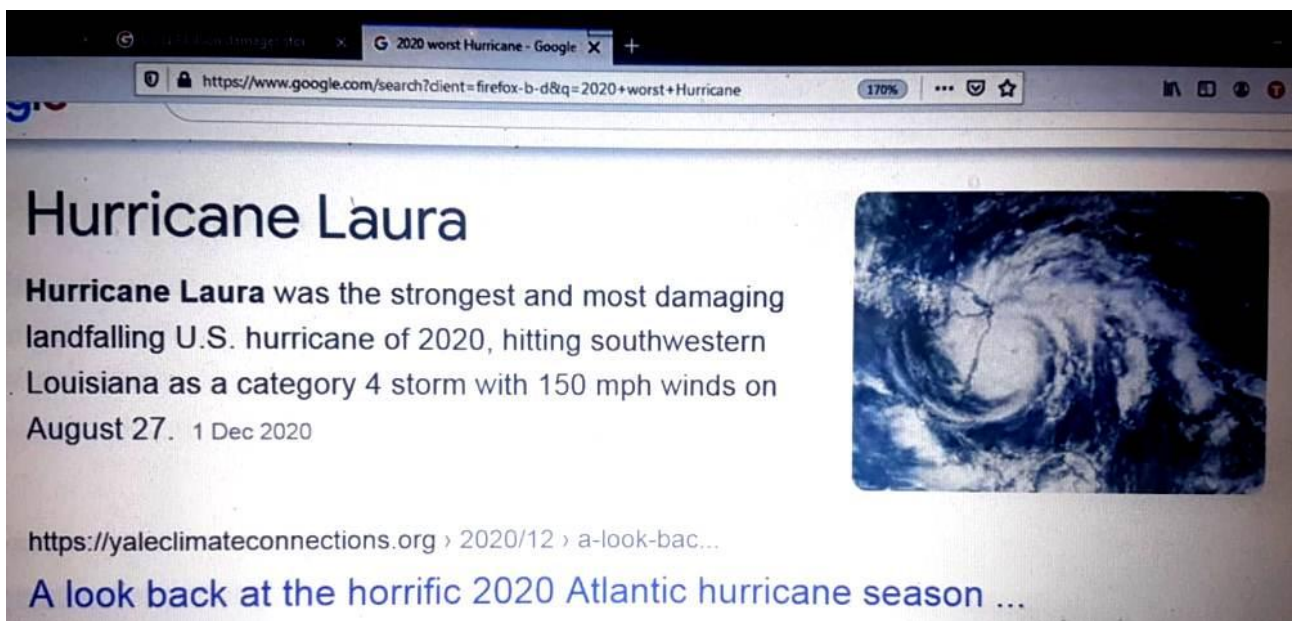 2020 worst Hurricane - Google
https://www.google.com/search?client=firefox-b-d&q=2020+worst+Hurricane
170%
Hurricane Laura
Hurricane Laura was the strongest and most damaging
landfalling U.S. hurricane of 2020, hitting southwestern
Louisiana as a category 4 storm with 150 mph winds on
August 27. 1 Dec 2020
https://yaleclimateconnections.org › 2020/12 › a-look-bac...
A look back at the horrific 2020 Atlantic hurricane season ...